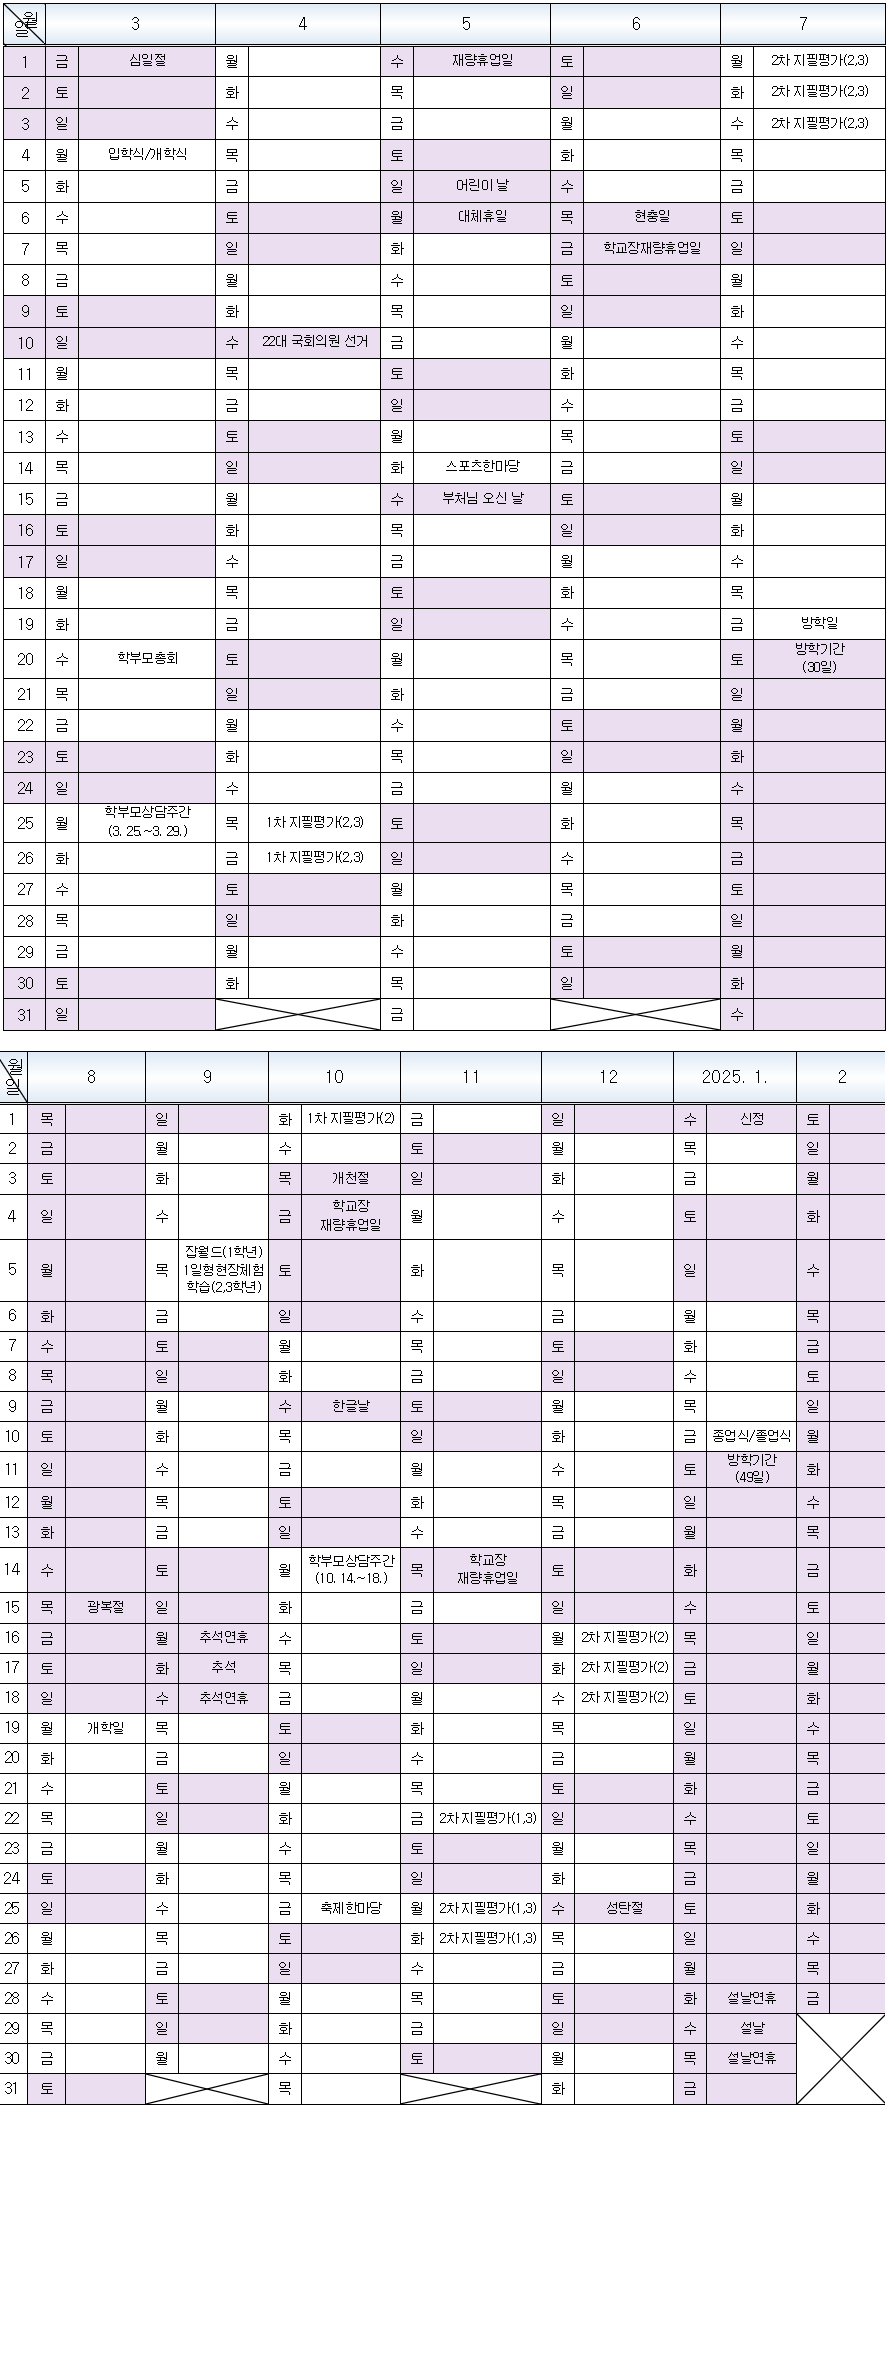 월 3 4 5 6 7
일
1 금 심일절 월 수 재량휴업일 토 월 2차 지필평가(2,3)
2 토 화 목 일 화 2차 지필평가(2,3)
3 일 수 금 월 수 2차 지필평가(2,3)
4 월 입학식/개학식 목 토 화 목
5 화 금 일 어린이 날 수 금
6 수 토 월 대체휴일 목 현충일 토
7 목 일 화 금 학교장재량휴업일 일
8 금 월 수 토 월
9 토 화 목 일 화
10 일 수 22대 국회의원 선거 금 월 수
11 월 목 토 화 목
12 화 금 일 수 금
13 수 토 월 목 토
14 목 일 화 스포츠한마당 금 일
15 금 월 수 부처님 오신 날 토 월
16 토 화 목 일 화
17 일 수 금 월 수
18 월 목 토 화 목
19 화 금 일 수 금 방학일
20 수 학부모총회 토 월 목 토 방학기간
(30일)
21 목 일 화 금 일
22 금 월 수 토 월
23 토 화 목 일 화
24 일 수 금 월 수
25 월 학부모상담주간 목 1차 지필평가(2,3) 토 화 목
(3. 25.~3. 29.)
26 화 금 1차 지필평가(2,3) 일 수 금
27 수 토 월 목 토
28 목 일 화 금 일
29 금 월 수 토 월
30 토 화 목 일 화
31 일 금 수
월 8 9 10 11 12 2025. 1. 2
일
1 목 일 화 1차 지필평가(2) 금 일 수 신정 토
2 금 월 수 토 월 목 일
3 토 화 목 개천절 일 화 금 월
4 일 수 금 학교장 월 수 토 화
재량휴업일
5 월 목 잡월드(1학년) 토 화 목 일 수
1일형현장체험
학습(2,3학년)
6 화 금 일 수 금 월 목
7 수 토 월 목 토 화 금
8 목 일 화 금 일 수 토
9 금 월 수 한글날 토 월 목 일
10 토 화 목 일 화 금 종업식/졸업식 월
11 일 수 금 월 수 토 방학기간 화
(49일)
12 월 목 토 화 목 일 수
13 화 금 일 수 금 월 목
14 수 토 월 학부모상담주간 목 학교장 토 화 금
(10. 14.~18.) 재량휴업일
15 목 광복절 일 화 금 일 수 토
16 금 월 추석연휴 수 토 월 2차 지필평가(2) 목 일
17 토 화 추석 목 일 화 2차 지필평가(2) 금 월
18 일 수 추석연휴 금 월 수 2차 지필평가(2) 토 화
19 월 개학일 목 토 화 목 일 수
20 화 금 일 수 금 월 목
21 수 토 월 목 토 화 금
22 목 일 화 금 2차지필평가(1,3) 일 수 토
23 금 월 수 토 월 목 일
24 토 화 목 일 화 금 월
25 일 수 금 축제한마당 월 2차지필평가(1,3) 수 성탄절 토 화
26 월 목 토 화 2차지필평가(1,3) 목 일 수
27 화 금 일 수 금 월 목
28 수 토 월 목 토 화 설날연휴 금
29 목 일 화 금 일 수 설날
30 금 월 수 토 월 목 설날연휴
31 토 목 화 금